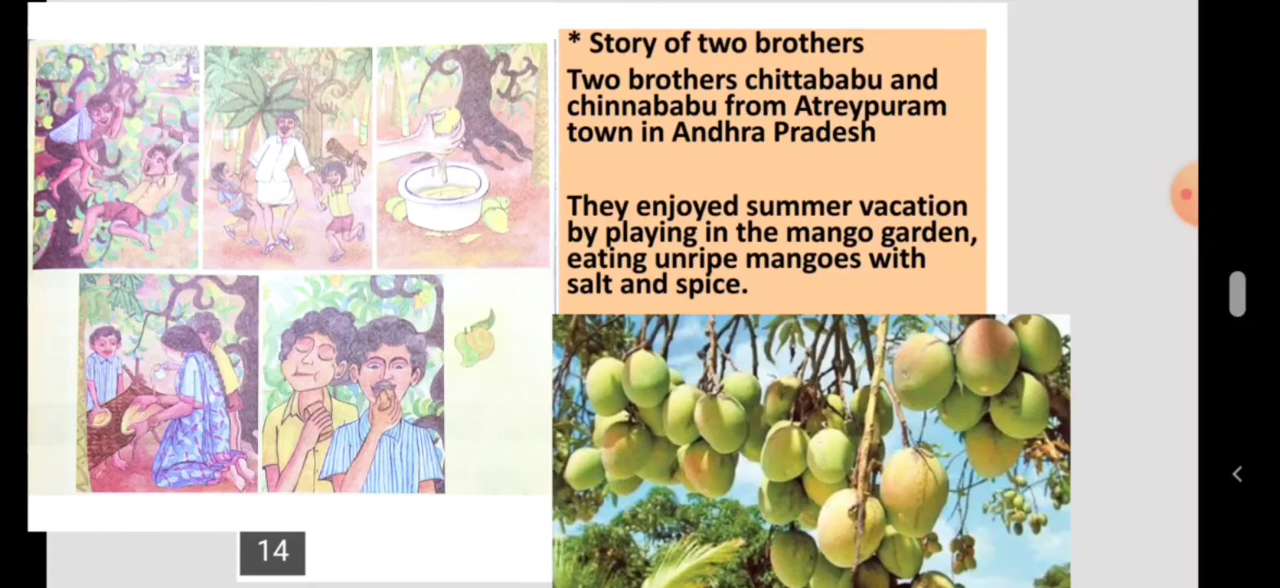 * Story of two brothers
Two brothers chittababu and
chinnababu from Atreypuram
town in Andhra Pradesh
They enjoyed summer vacation
by playing in the mango garden,
eating unripe mangoes with
salt and spice.
14